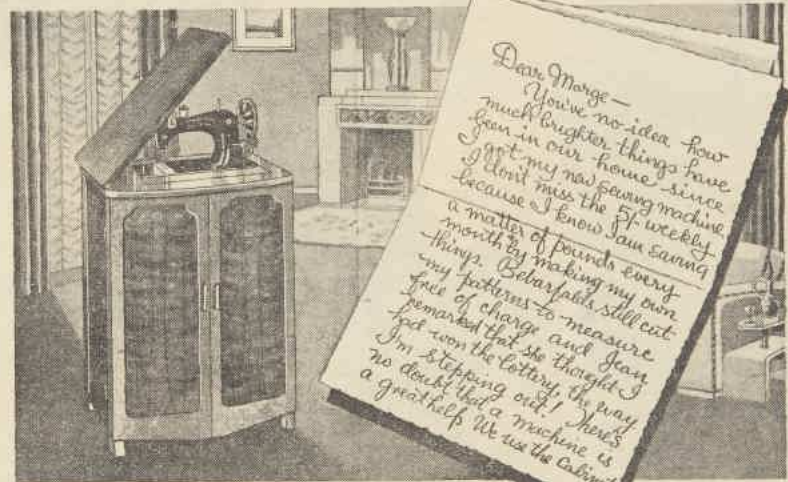 Dear Marge —
You've no idea how
much brighter things have
been in our home since
I got my new sewing machine
I don't miss the 5/- weekly
because I know I am saving
a matter of pounds every
month by making my own
things. Bebarfalds still cut
my patterns to measure
free of charge and Jean
remarked that she thought I
had won the lottery, the way
I'm stepping out! There's
no doubt that a machine is
a great help We use the Cabinet